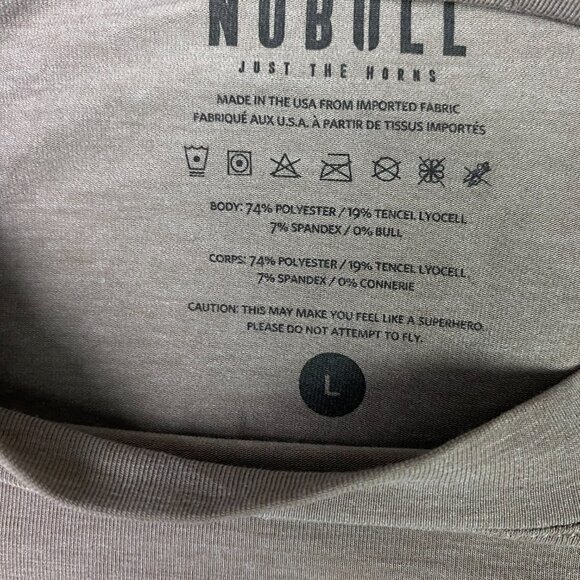 NOBULL
JUST THE HORNS
MADE IN THE USA FROM IMPORTED FABRIC
FABRIQUÉ AUX U.S.A. À PARTIR DE TISSUS IMPORTÉS
BODY: 74% POLYESTER / 19% TENCEL LYOCELL
7% SPANDEX / 0% BULL
CORPS: 74% POLYESTER / 19% TENCEL LYOCELL
7% SPANDEX / 0% CONNERIE
CAUTION: THIS MAY MAKE YOU FEEL LIKE A SUPERHERO.
PLEASE DO NOT ATTEMPT TO FLY.
L